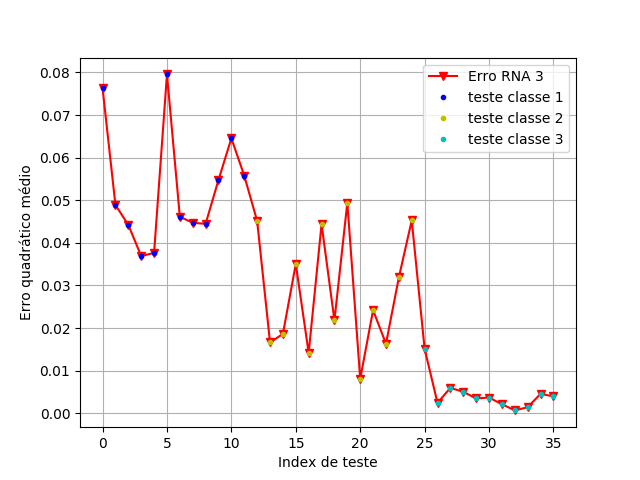 Erro RNA 3
teste classe 1
teste classe 2
teste classe 3
0.08
0.07
0.06
0.05
0.04
0.03
0.02
0.01
0.00
Erro quadrático médio
0 5 10 15 20 25 30 35
Index de teste